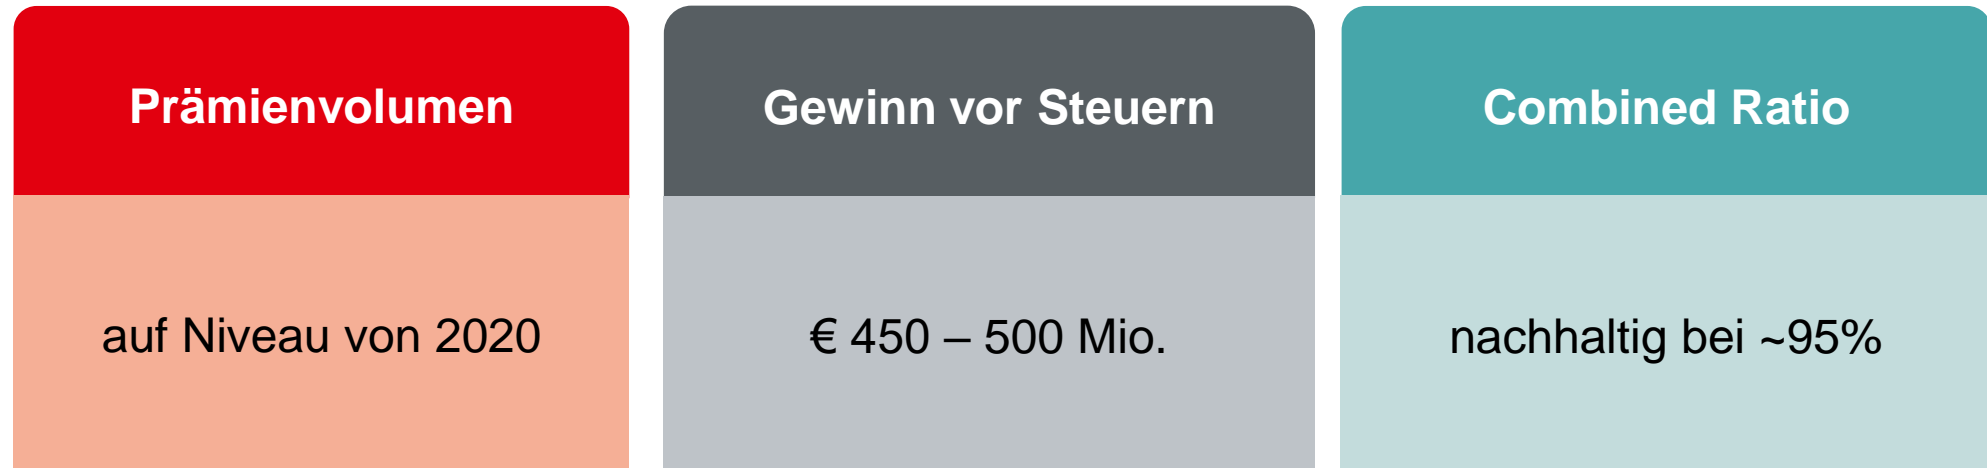 Prämienvolumen
auf Niveau von 2020
Gewinn vor Steuern
€ 450 – 500 Mio.
Combined Ratio
nachhaltig bei ~95%